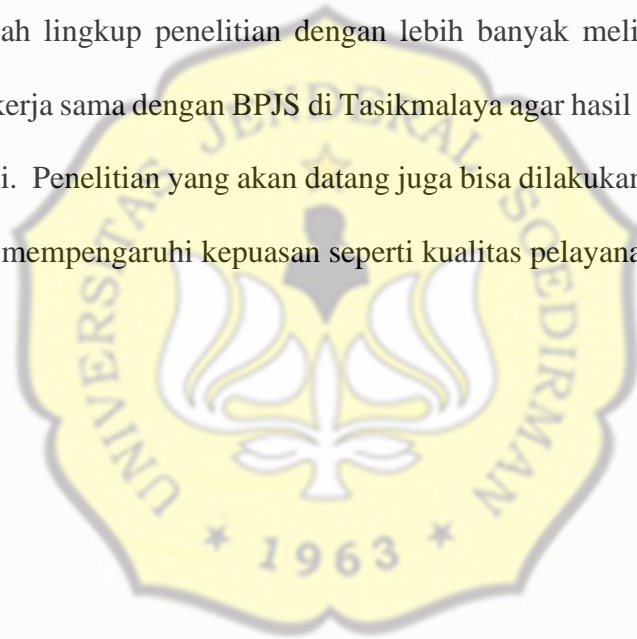 ah lingkup penelitian dengan lebih banyak meli
kerja sama dengan BPJS di Tasikmalaya agar hasil
i. Penelitian yang akan datang juga bisa dilakukan
mempengaruhi kepuasan seperti kualitas pelayana
UNIVERSITAS JENDERAL SOEDIRMAN
★ 1963 ★